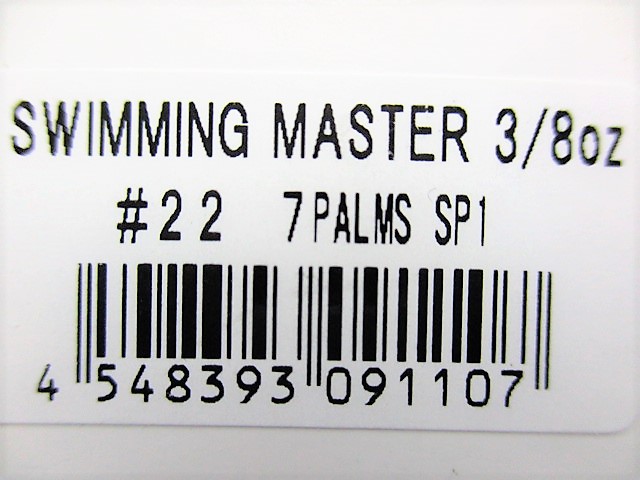 SWIMMING MASTER 3/8oz
#22 7PALMS SP1
4 548393 091107